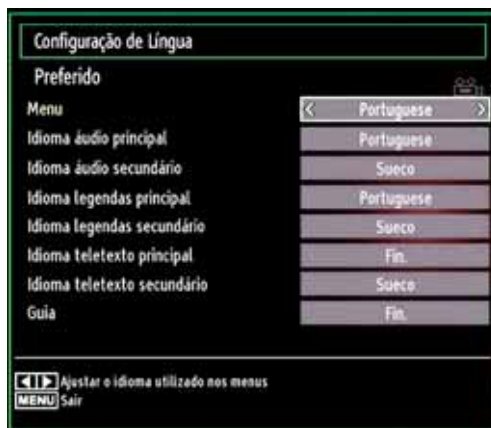 Configuração de Língua
Preferido
Menu < Portuguese >
Idioma áudio principal Portuguese
Idioma áudio secundário Sueco
Idioma legendas principal Portuguese
Idioma legendas secundário Sueco
Idioma teletexto principal Fin.
Idioma teletexto secundário Sueco
Guia Fin.
Ajustar o idioma utilizado nos menus
MENU Sair